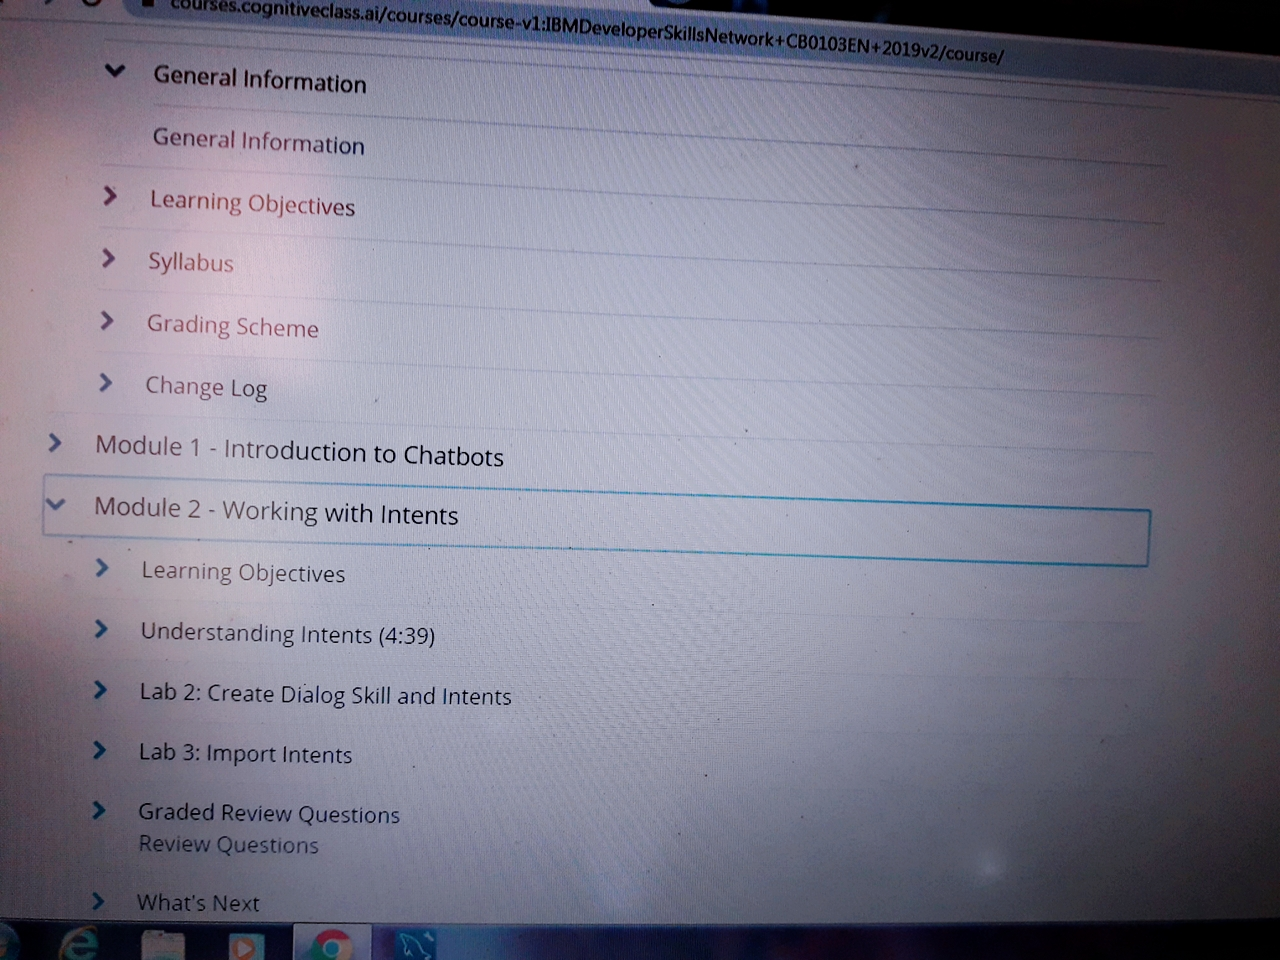 courses.cognitiveclass.ai/courses/course-v1:IBMDeveloperSkillsNetwork+CB0103EN+2019v2/course/
General Information
General Information
Learning Objectives
Syllabus
Grading Scheme
Change Log
Module 1 - Introduction to Chatbots
Module 2 - Working with Intents
Learning Objectives
Understanding Intents (4:39)
Lab 2: Create Dialog Skill and Intents
Lab 3: Import Intents
Graded Review Questions
Review Questions
What's Next